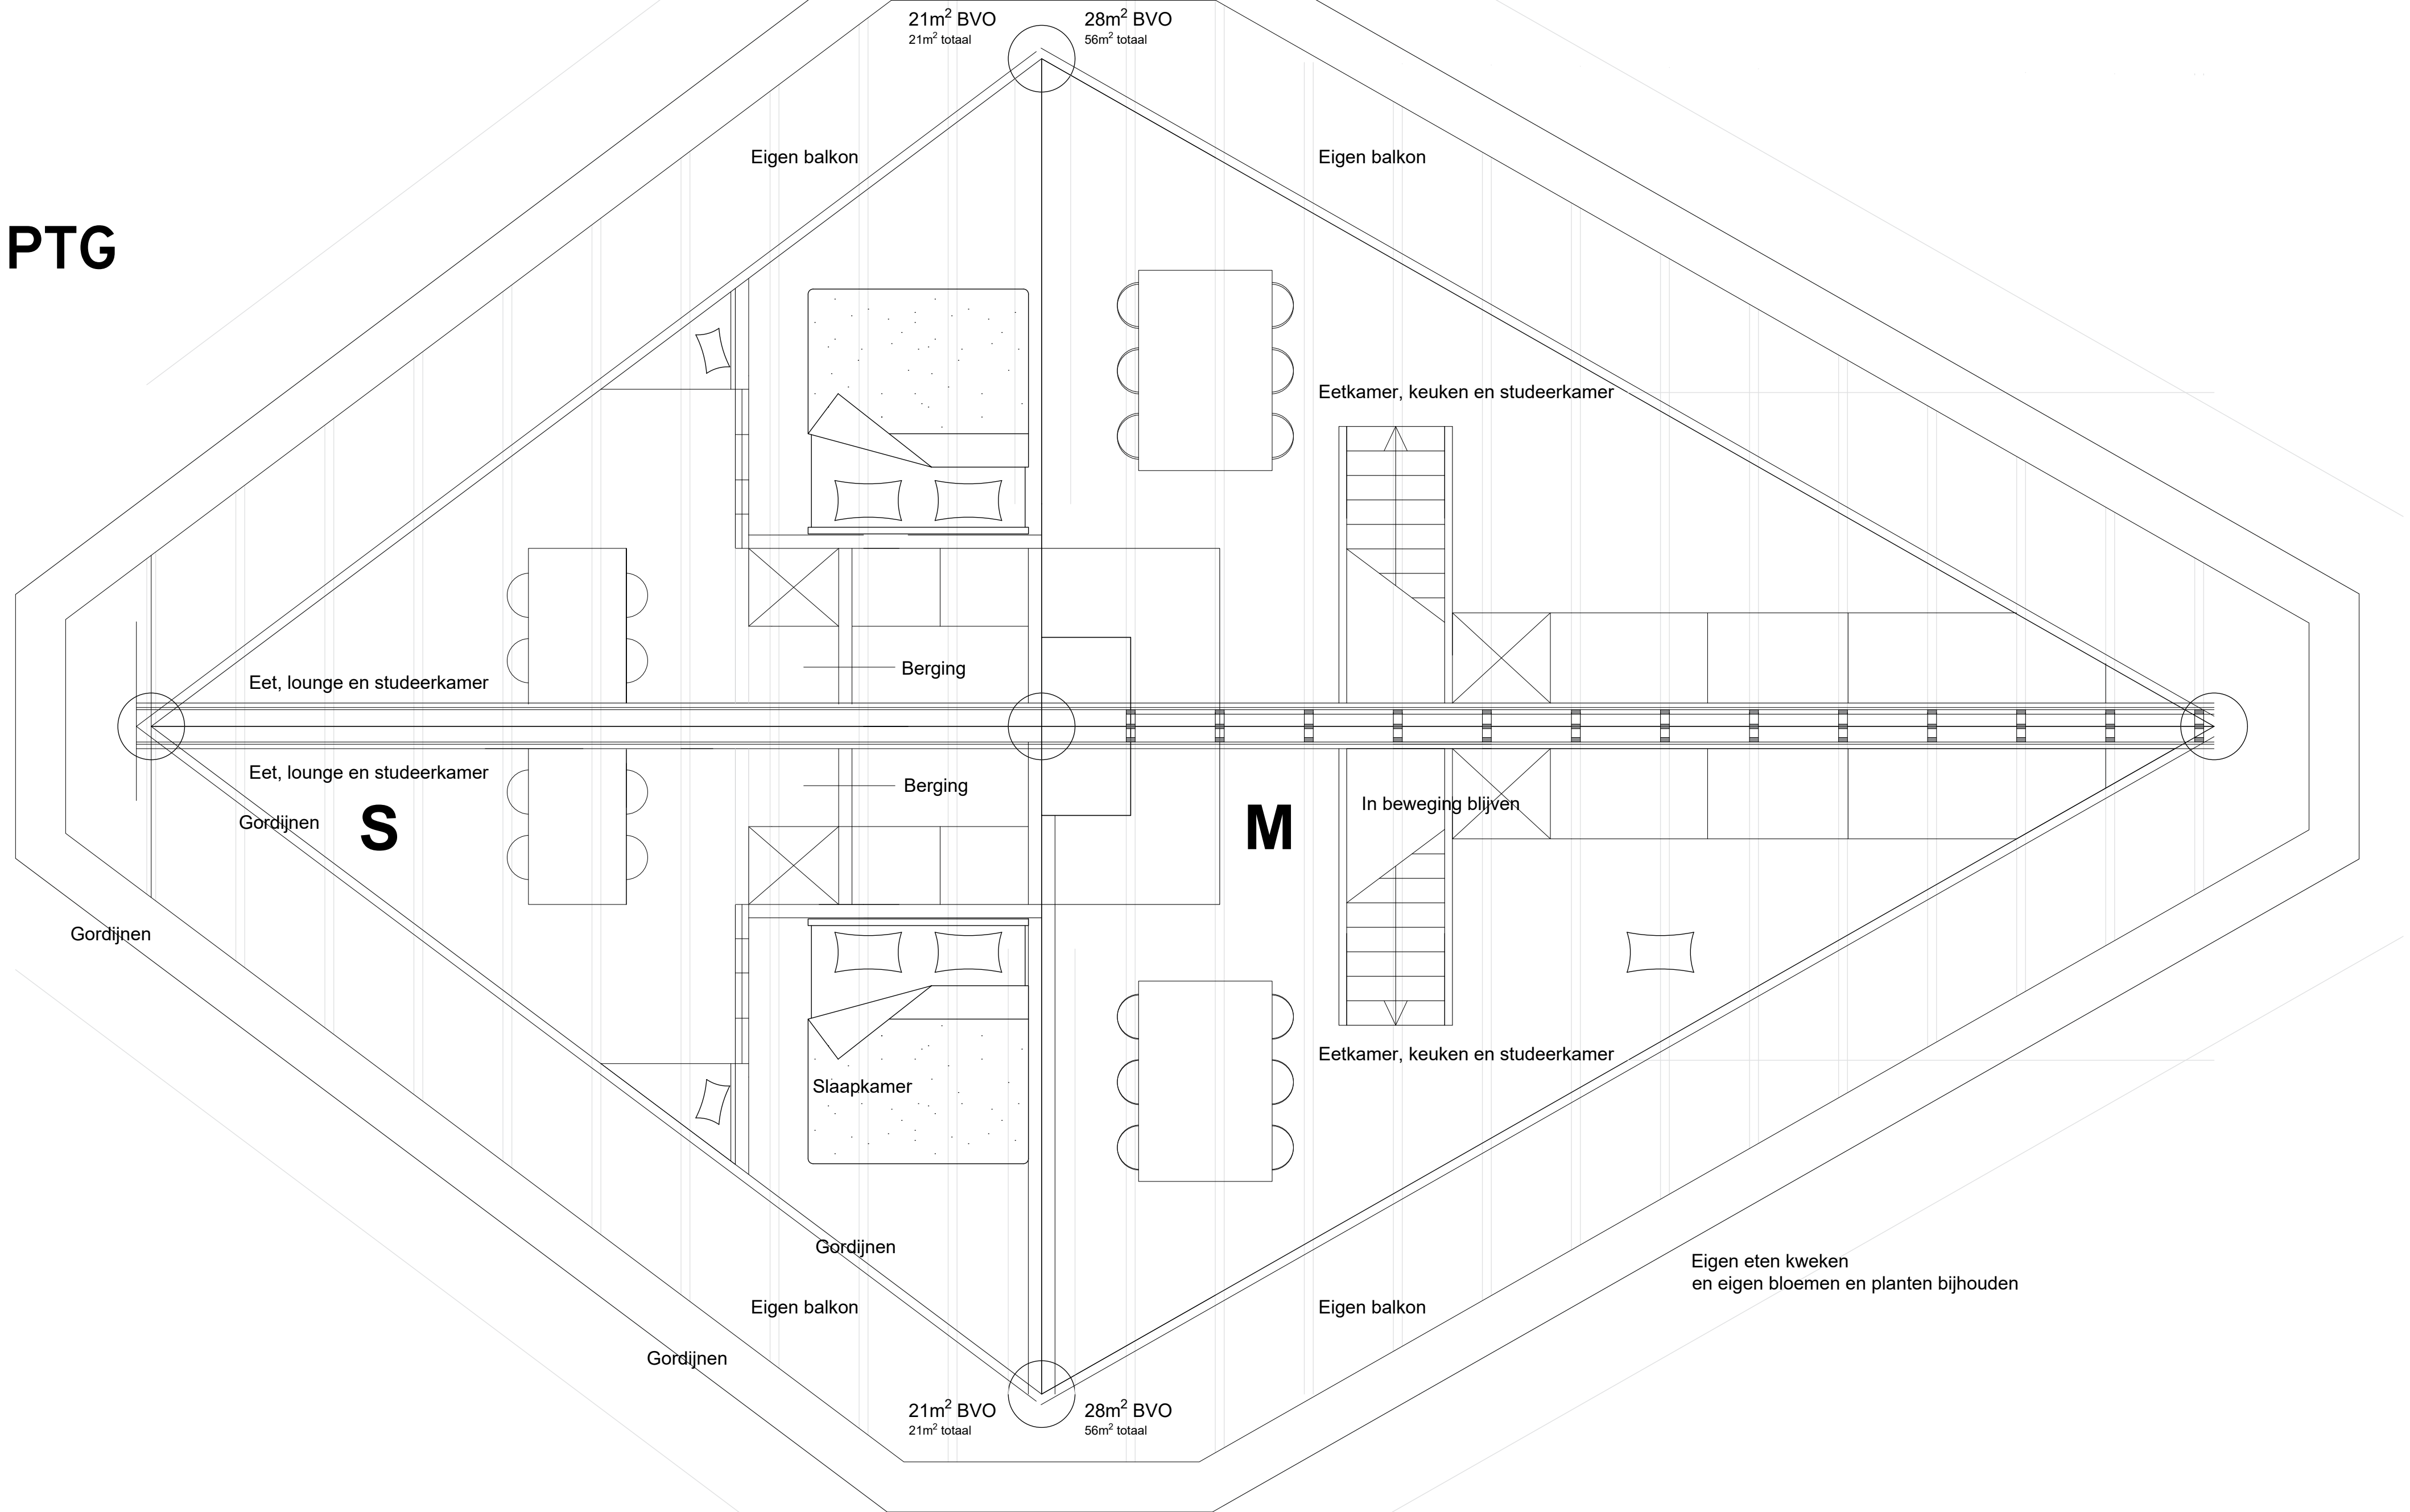 21m² BVO
21m² totaal
28m² BVO
56m² totaal
Eigen balkon
Eigen balkon
PTG
Eetkamer, keuken en studeerkamer
Berging
Eet, lounge en studeerkamer
Eet, lounge en studeerkamer
Berging
Gordijnen
S
M
In beweging blijven
Gordijnen
Eetkamer, keuken en studeerkamer
Slaapkamer
Gordijnen
Eigen eten kweken
en eigen bloemen en planten bijhouden
Eigen balkon
Eigen balkon
Gordijnen
21m² BVO
21m² totaal
28m² BVO
56m² totaal